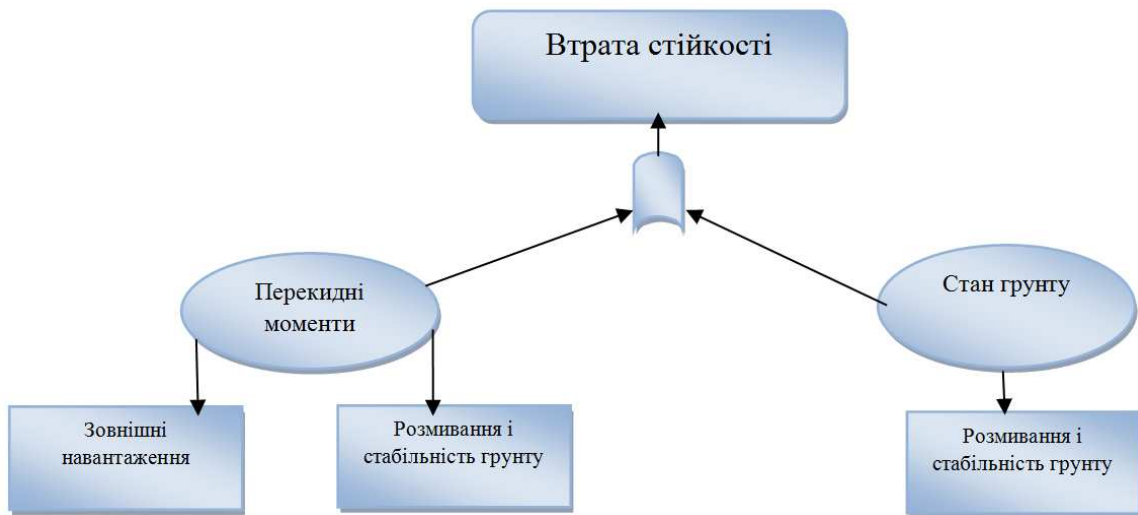 Втрата стійкості
Перекидні
моменти
Стан грунту
Зовнішні
навантаження
Розмивання і
стабільність грунту
Розмивання і
стабільність грунту